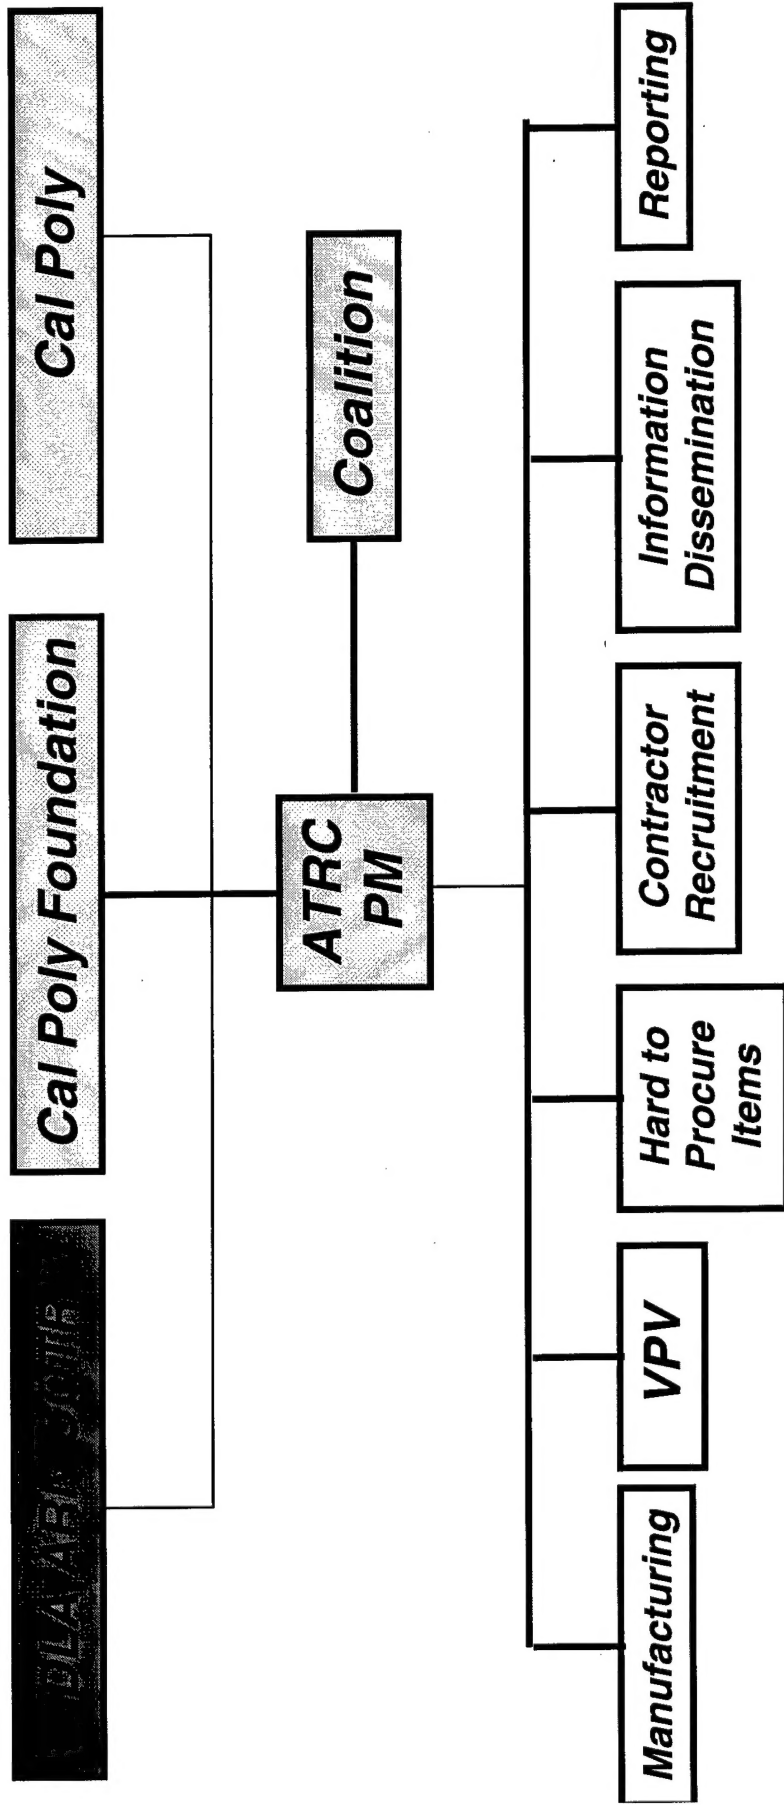 Cal Poly Foundation
Cal Poly
ATRC
PM
Coalition
Manufacturing
VPV
Hard to
Procure
Items
Contractor
Recruitment
Information
Dissemination
Reporting